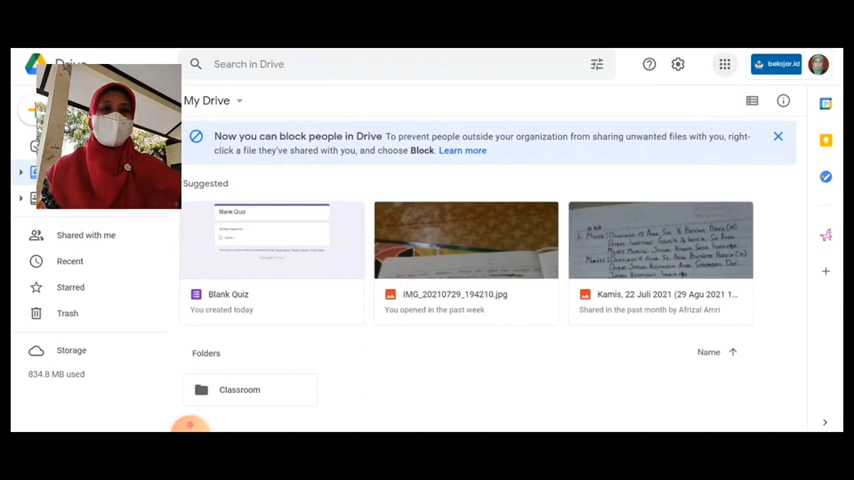 Drive
Search in Drive
belajar.id
My Drive
Now you can block people in Drive To prevent people outside your organization from sharing unwanted files with you, right-
click a file they've shared with you, and choose Block. Learn more
Suggested
Blank Quiz
Blank Quiz
You created today
IMG_20210729_194210.jpg
You opened in the past week
Kamis, 22 Juli 2021 (29 Agu 2021 1...
Shared in the past month by Afrizal Amri
Shared with me
Recent
Starred
Trash
Storage
834.8 MB used
Folders
Name
Classroom